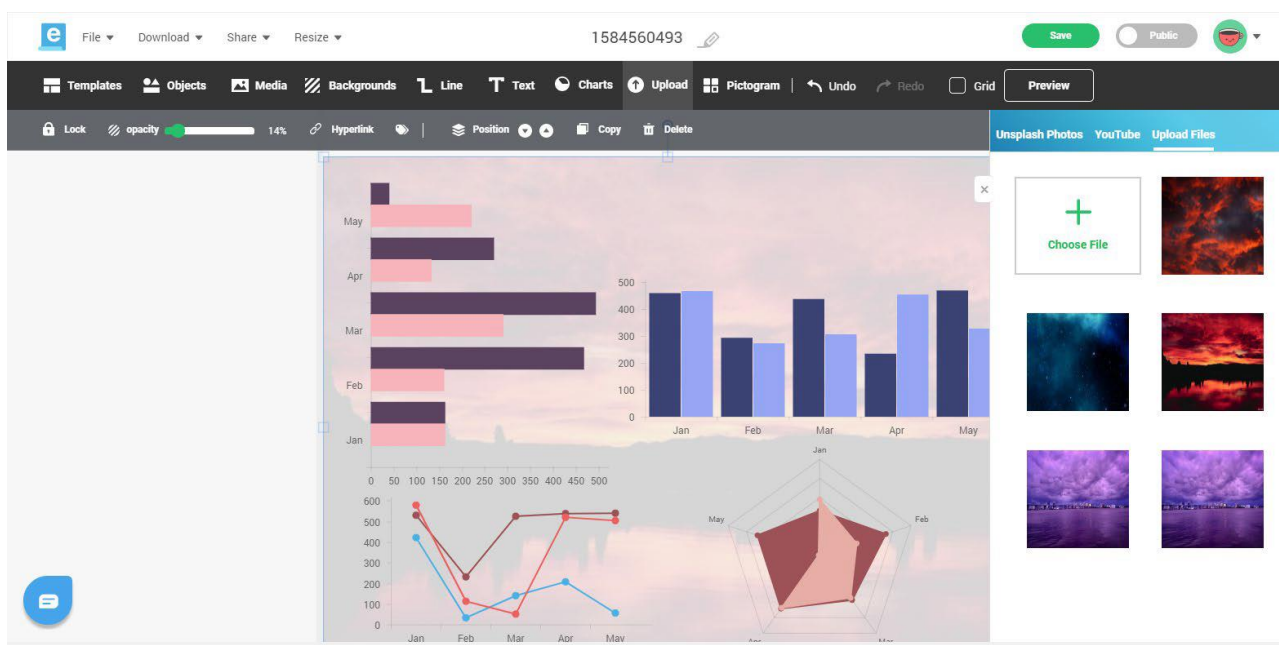 e File Download Share Resize 1584560493 Save Public
Templates Objects Media Backgrounds Line Text Charts Upload Pictogram | Undo Redo Grid Preview
Lock opacity 14% Hyperlink | Position Copy Delete
Unsplash Photos YouTube Upload Files
Choose File
May
Apr
Mar
Feb
Jan
0 50 100 150 200 250 300 350 400 450 500
500
400
300
200
100
0
Jan Feb Mar Apr May
600
500
400
300
200
100
0
Jan Feb Mar Apr May
Jan
Feb
Mar
Apr
May